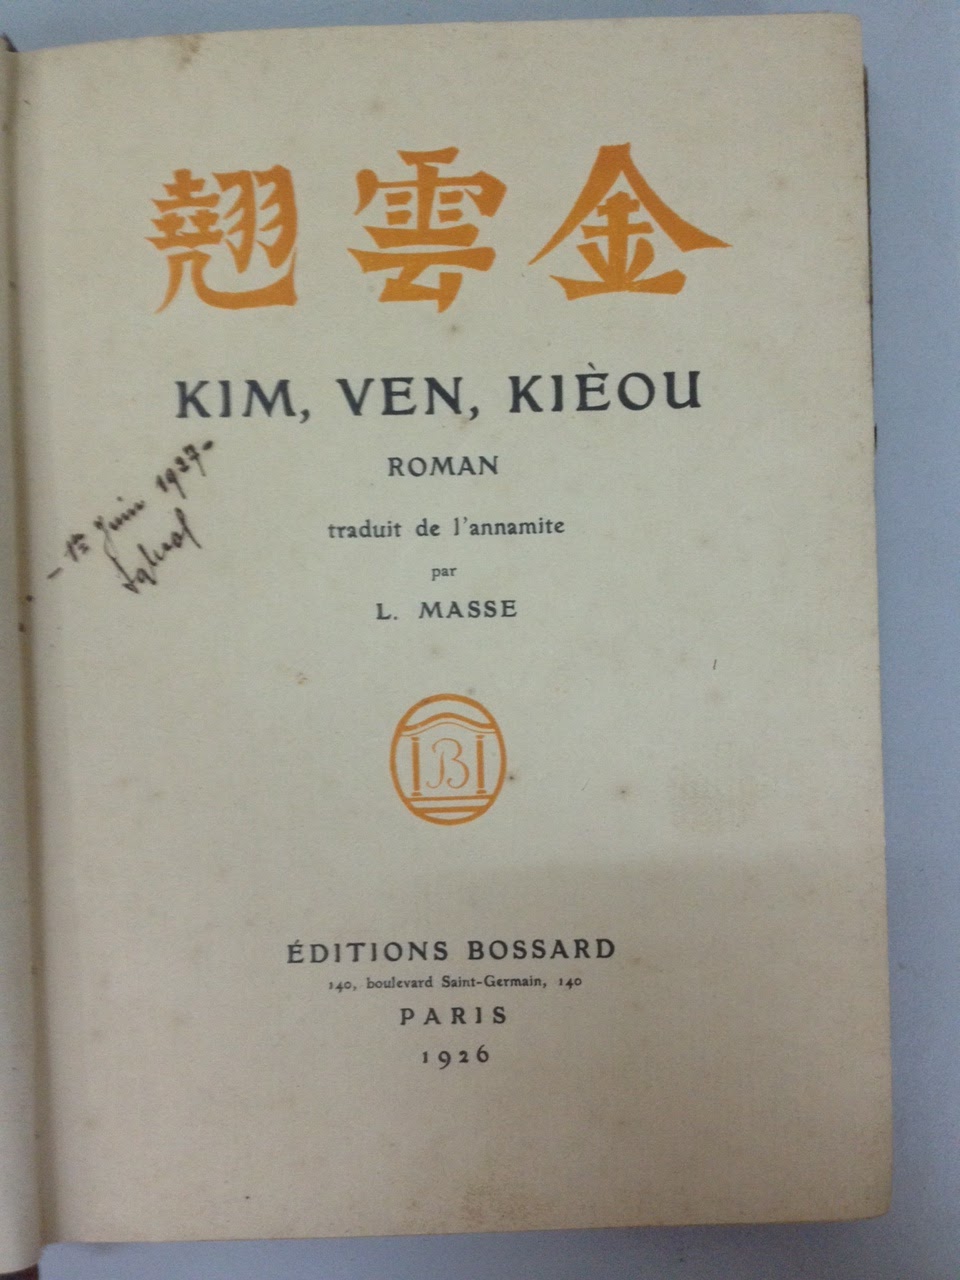 金雲翹
KIM, VEN, KIÈOU
ROMAN
traduit de l'annamite
par
L. MASSE
- 1er Juin 1927 -
B
ÉDITIONS BOSSARD
140, boulevard Saint-Germain, 140
PARIS
1926